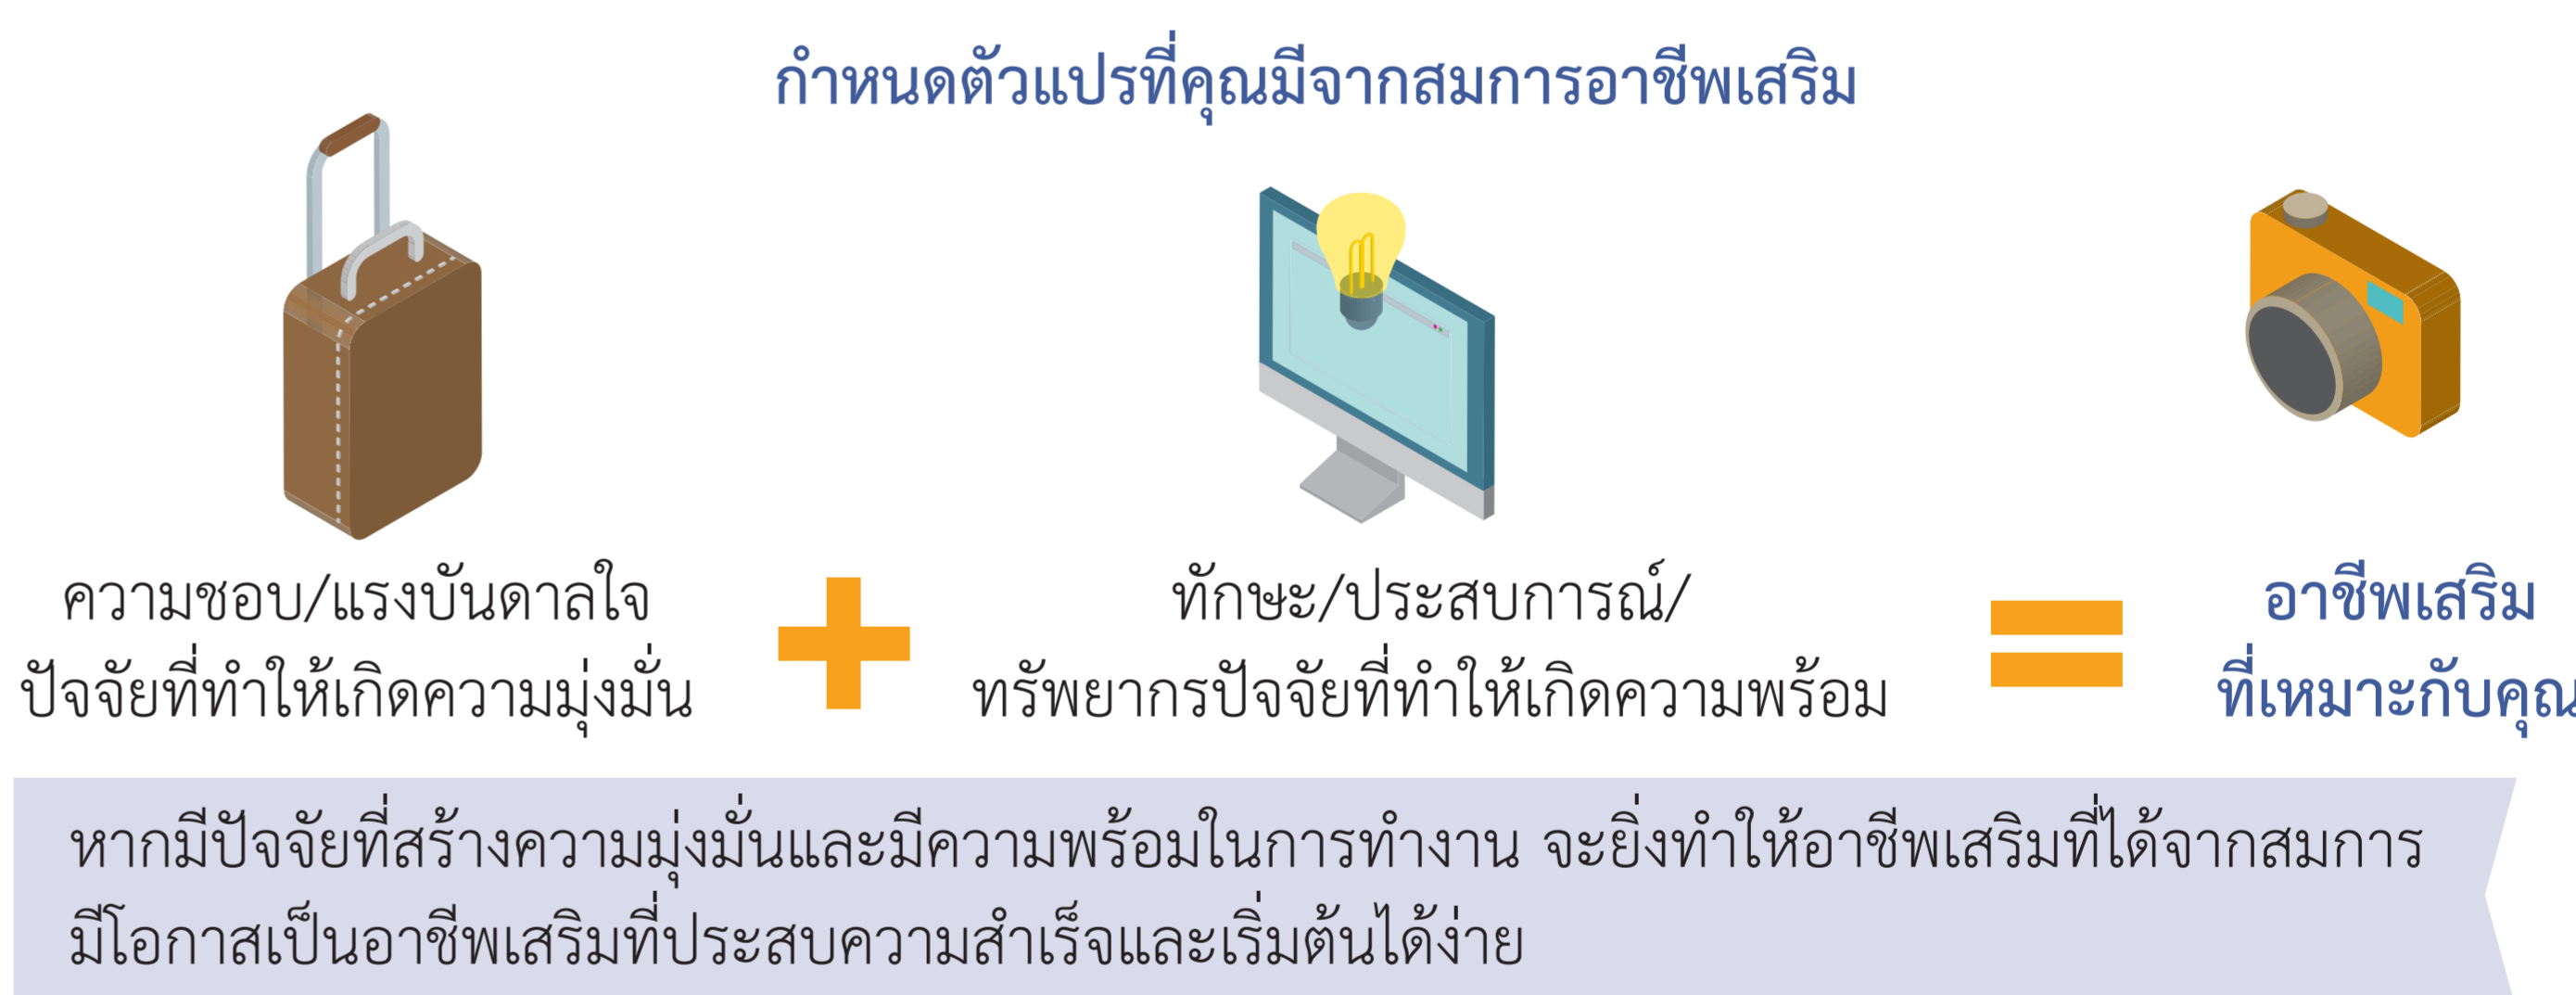 กำหนดตัวแปรที่คุณมีจากสมการอาชีพเสริม
ความชอบ/แรงบันดาลใจ
ปัจจัยที่ทำให้เกิดความมุ่งมั่น
ทักษะ/ประสบการณ์/
ทรัพยากรปัจจัยที่ทำให้เกิดความพร้อม
อาชีพเสริม
ที่เหมาะกับคุณ
หากมีปัจจัยที่สร้างความมุ่งมั่นและมีความพร้อมในการทำงาน จะยิ่งทำให้อาชีพเสริมที่ได้จากสมการ
มีโอกาสเป็นอาชีพเสริมที่ประสบความสำเร็จและเริ่มต้นได้ง่าย